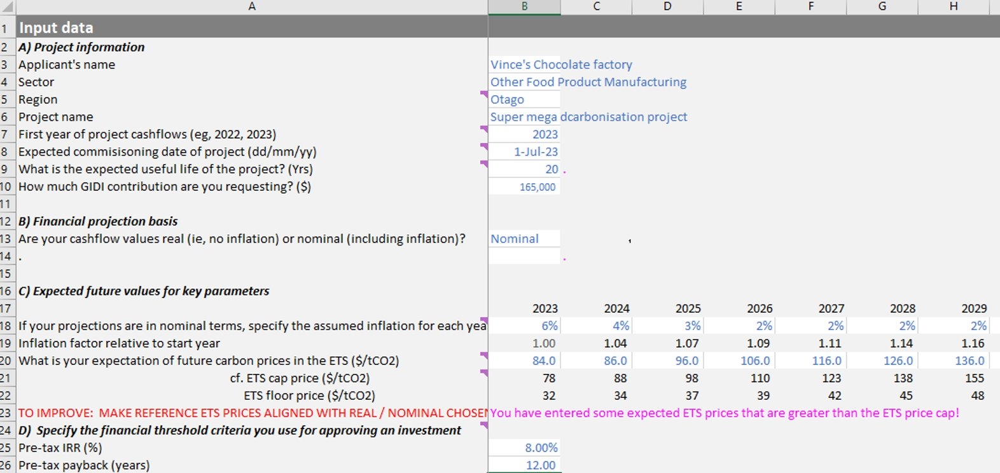 A B C D E F G H
1 Input data
2 A) Project information
3 Applicant's name Vince's Chocolate factory
4 Sector Other Food Product Manufacturing
5 Region Otago
6 Project name Super mega dcarbonisation project
7 First year of project cashflows (eg, 2022, 2023) 2023
8 Expected commisisoning date of project (dd/mm/yy) 1-Jul-23
9 What is the expected useful life of the project? (Yrs) 20 .
10 How much GIDI contribution are you requesting? ($) 165,000
11
12 B) Financial projection basis
13 Are your cashflow values real (ie, no inflation) or nominal (including inflation)? Nominal
14 . .
15
16 C) Expected future values for key parameters
17 2023 2024 2025 2026 2027 2028 2029
18 If your projections are in nominal terms, specify the assumed inflation for each yea 6% 4% 3% 2% 2% 2% 2%
19 Inflation factor relative to start year 1.00 1.04 1.07 1.09 1.11 1.14 1.16
20 What is your expectation of future carbon prices in the ETS ($/tCO2) 84.0 86.0 96.0 106.0 116.0 126.0 136.0
21 cf. ETS cap price ($/tCO2) 78 88 98 110 123 138 155
22 ETS floor price ($/tCO2) 32 34 37 39 42 45 48
23 TO IMPROVE: MAKE REFERENCE ETS PRICES ALIGNED WITH REAL / NOMINAL CHOSEN You have entered some expected ETS prices that are greater than the ETS price cap!
24 D) Specify the financial threshold criteria you use for approving an investment
25 Pre-tax IRR (%) 8.00%
26 Pre-tax payback (years) 12.00